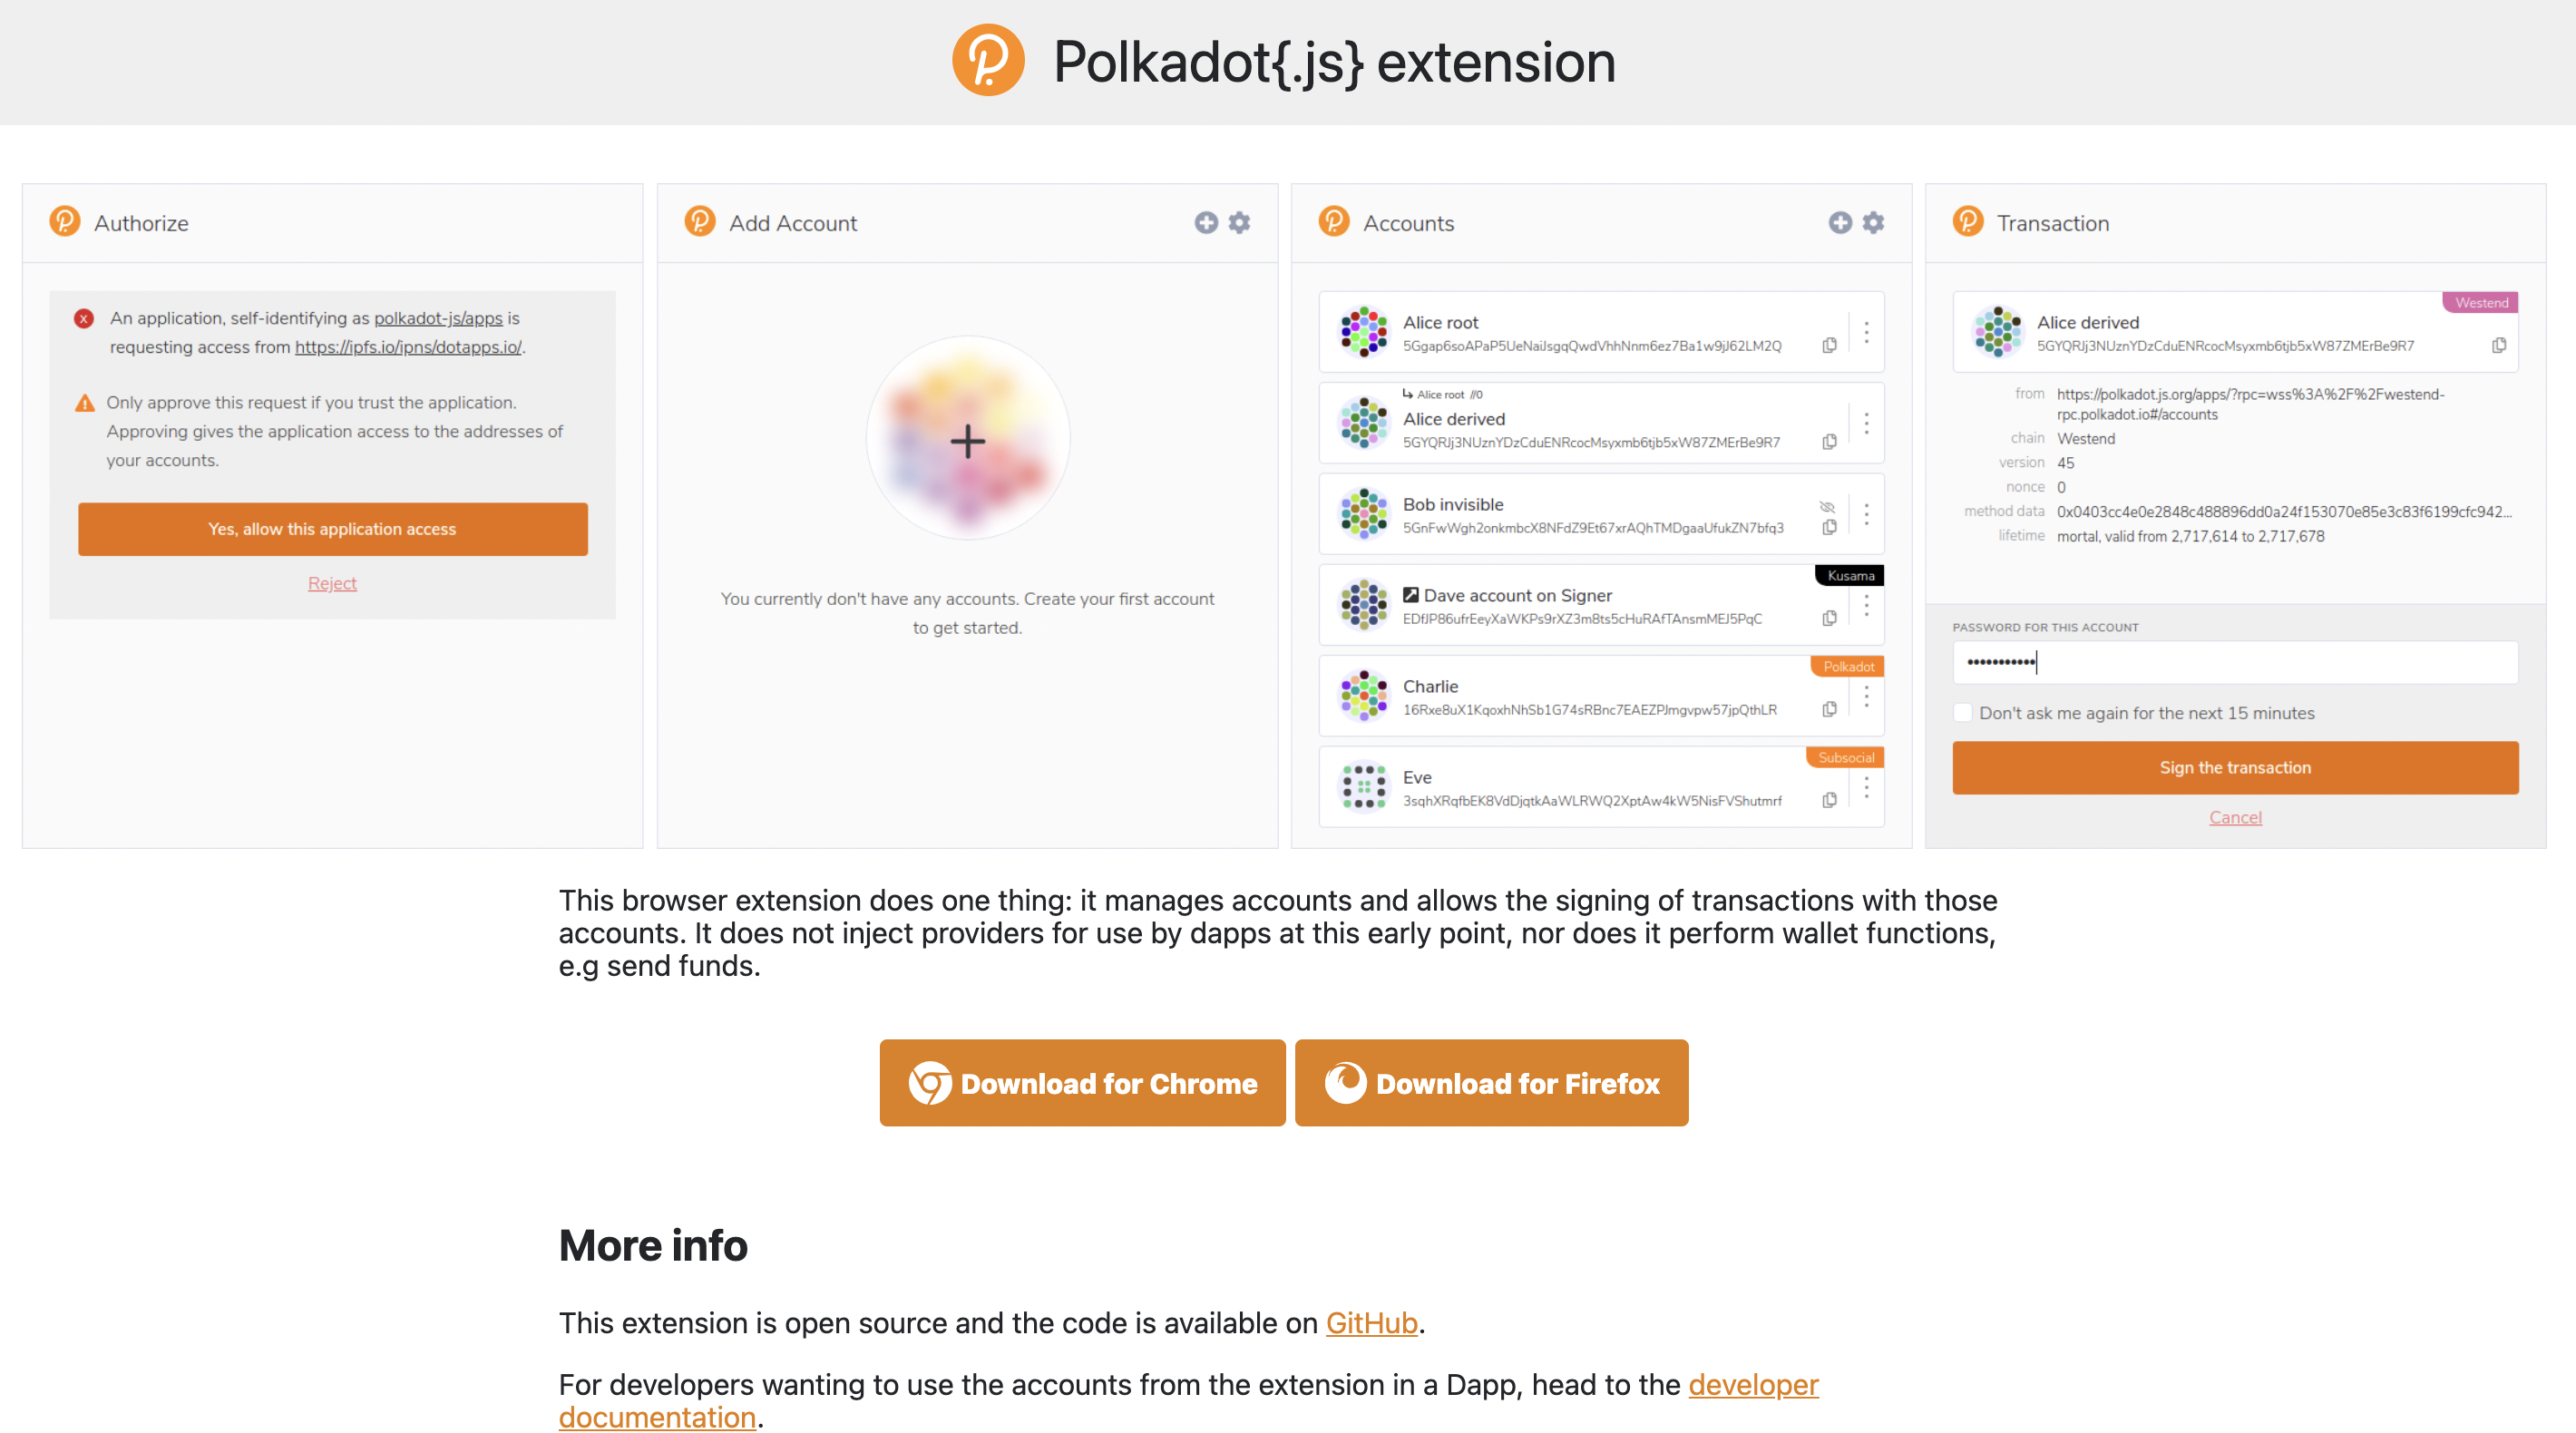 Polkadot{.js} extension
Authorize
An application, self-identifying as polkadot-js/apps is
requesting access from https://ipfs.io/ipns/dotapps.io/.
Only approve this request if you trust the application.
Approving gives the application access to the addresses of
your accounts.
Yes, allow this application access
Reject
Add Account
You currently don't have any accounts. Create your first account
to get started.
Accounts
Alice root
5Ggap6soAPaP5UeNaiJsgqQwdVhhNnm6ez7Ba1w9jJ62LM2Q
Alice root //0
Alice derived
5GYQRJj3NUznYDzCduENRcocMsyxmb6tjb5xW87ZMErBe9R7
Bob invisible
5GnFwWgh2onkmbcX8NFdZ9Et67xrAQhTMDgaaUfukZN7bfq3
Kusama
Dave account on Signer
EDfJP86ufrEeyXaWKPs9rXZ3m8ts5cHuRAfTAnsmMEJ5PqC
Polkadot
Charlie
16Rxe8uX1KqoxhNhSb1G74sRBnc7EAEZPJmgvpw57jpQthLR
Subsocial
Eve
3sqhXRqfbEK8VdDjqtkAaWLRWQ2XptAw4kW5NisFVShutmrf
Transaction
Westend
Alice derived
5GYQRJj3NUznYDzCduENRcocMsyxmb6tjb5xW87ZMErBe9R7
from https://polkadot.js.org/apps/?rpc=wss%3A%2F%2Fwestend-
rpc.polkadot.io#/accounts
chain Westend
version 45
nonce 0
method data 0x0403cc4e0e2848c488896dd0a24f153070e85e3c83f6199cfc942...
lifetime mortal, valid from 2,717,614 to 2,717,678
PASSWORD FOR THIS ACCOUNT
•••••••••••
Don't ask me again for the next 15 minutes
Sign the transaction
Cancel
This browser extension does one thing: it manages accounts and allows the signing of transactions with those
accounts. It does not inject providers for use by dapps at this early point, nor does it perform wallet functions,
e.g send funds.
Download for Chrome
Download for Firefox
More info
This extension is open source and the code is available on GitHub.
For developers wanting to use the accounts from the extension in a Dapp, head to the developer
documentation.